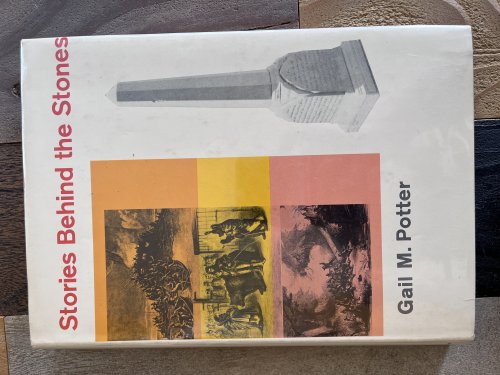 Stories Behind the Stones
Gail M. Potter